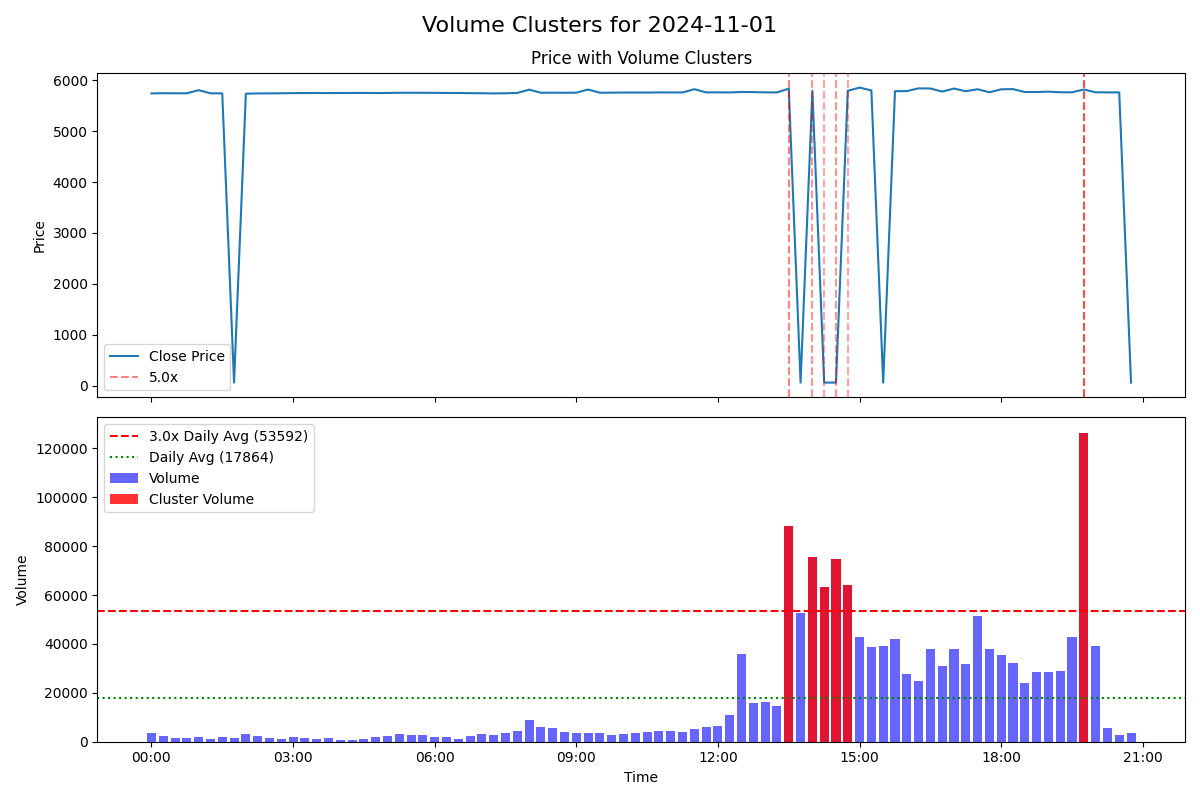 Volume Clusters for 2024-11-01
Price with Volume Clusters
6000
5000
4000
3000
2000
1000
0
Price
Close Price
5.0x
120000
100000
80000
60000
40000
20000
0
Volume
3.0x Daily Avg (53592)
Daily Avg (17864)
Volume
Cluster Volume
00:00 03:00 06:00 09:00 12:00 15:00 18:00 21:00
Time